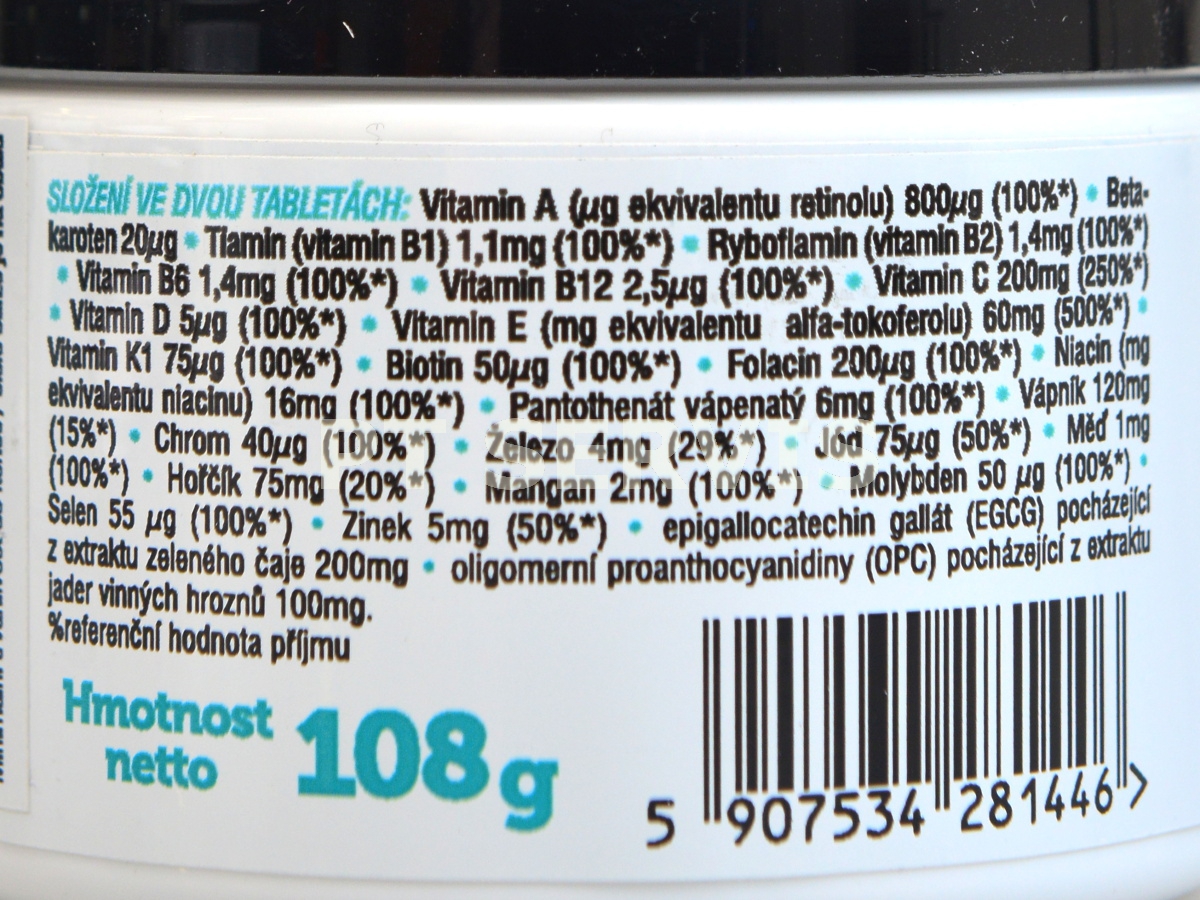 SLOŽENÍ VE DVOU TABLETÁCH: Vitamin A (µg ekvivalentu retinolu) 800µg (100%*) • Beta-
karoten 20µg • Tiamin (vitamin B1) 1,1mg (100%*) • Ryboflamin (vitamin B2) 1,4mg (100%*)
• Vitamin B6 1,4mg (100%*) • Vitamin B12 2,5µg (100%*) • Vitamin C 200mg (250%*)
• Vitamin D 5µg (100%*) • Vitamin E (mg ekvivalentu alfa-tokoferolu) 60mg (500%*) •
Vitamin K1 75µg (100%*) • Biotin 50µg (100%*) • Folacin 200µg (100%*) • Niacin (mg
ekvivalentu niacinu) 16mg (100%*) • Pantothenát vápenatý 6mg (100%*) • Vápník 120mg
(15%*) • Chrom 40µg (100%*) • Železo 4mg (29%*) • Jód 75µg (50%*) • Měď 1mg
(100%*) • Hořčík 75mg (20%*) • Mangan 2mg (100%*) • Molybden 50 µg (100%*) •
Selen 55 µg (100%*) • Zinek 5mg (50%*) • epigallocatechin gallát (EGCG) pocházející
z extraktu zeleného čaje 200mg • oligomerní proanthocyanidiny (OPC) pocházející z extraktu
jader vinných hroznů 100mg.
%referenční hodnota příjmu
Hmotnost
netto 108 g
5 907534 281446 >